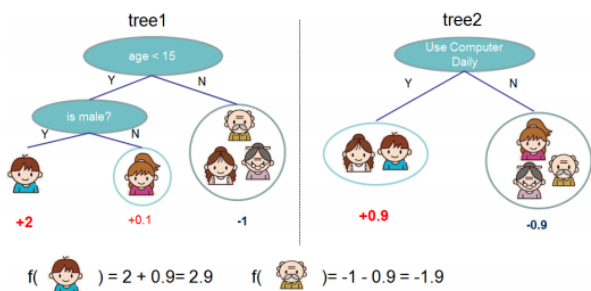 tree1
tree2
age < 15
Use Computer
Daily
Y
N
Y
N
is male?
Y
N
+2
+0.1
-1
+0.9
-0.9
f( ) = 2 + 0.9= 2.9
f( )= -1 - 0.9 = -1.9